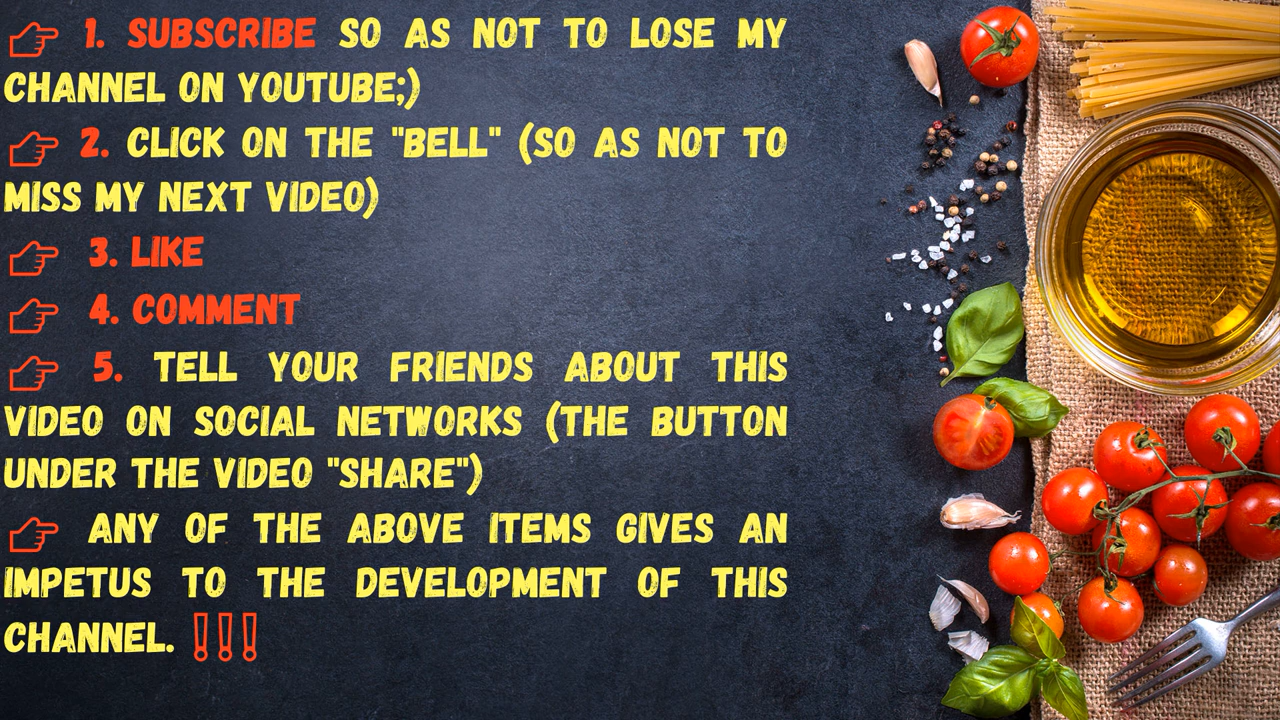 👉 1. SUBSCRIBE SO AS NOT TO LOSE MY
CHANNEL ON YOUTUBE;)
👉 2. CLICK ON THE "BELL" (SO AS NOT TO
MISS MY NEXT VIDEO)
👉 3. LIKE
👉 4. COMMENT
👉 5. TELL YOUR FRIENDS ABOUT THIS
VIDEO ON SOCIAL NETWORKS (THE BUTTON
UNDER THE VIDEO "SHARE")
👉 ANY OF THE ABOVE ITEMS GIVES AN
IMPETUS TO THE DEVELOPMENT OF THIS
CHANNEL. !!!